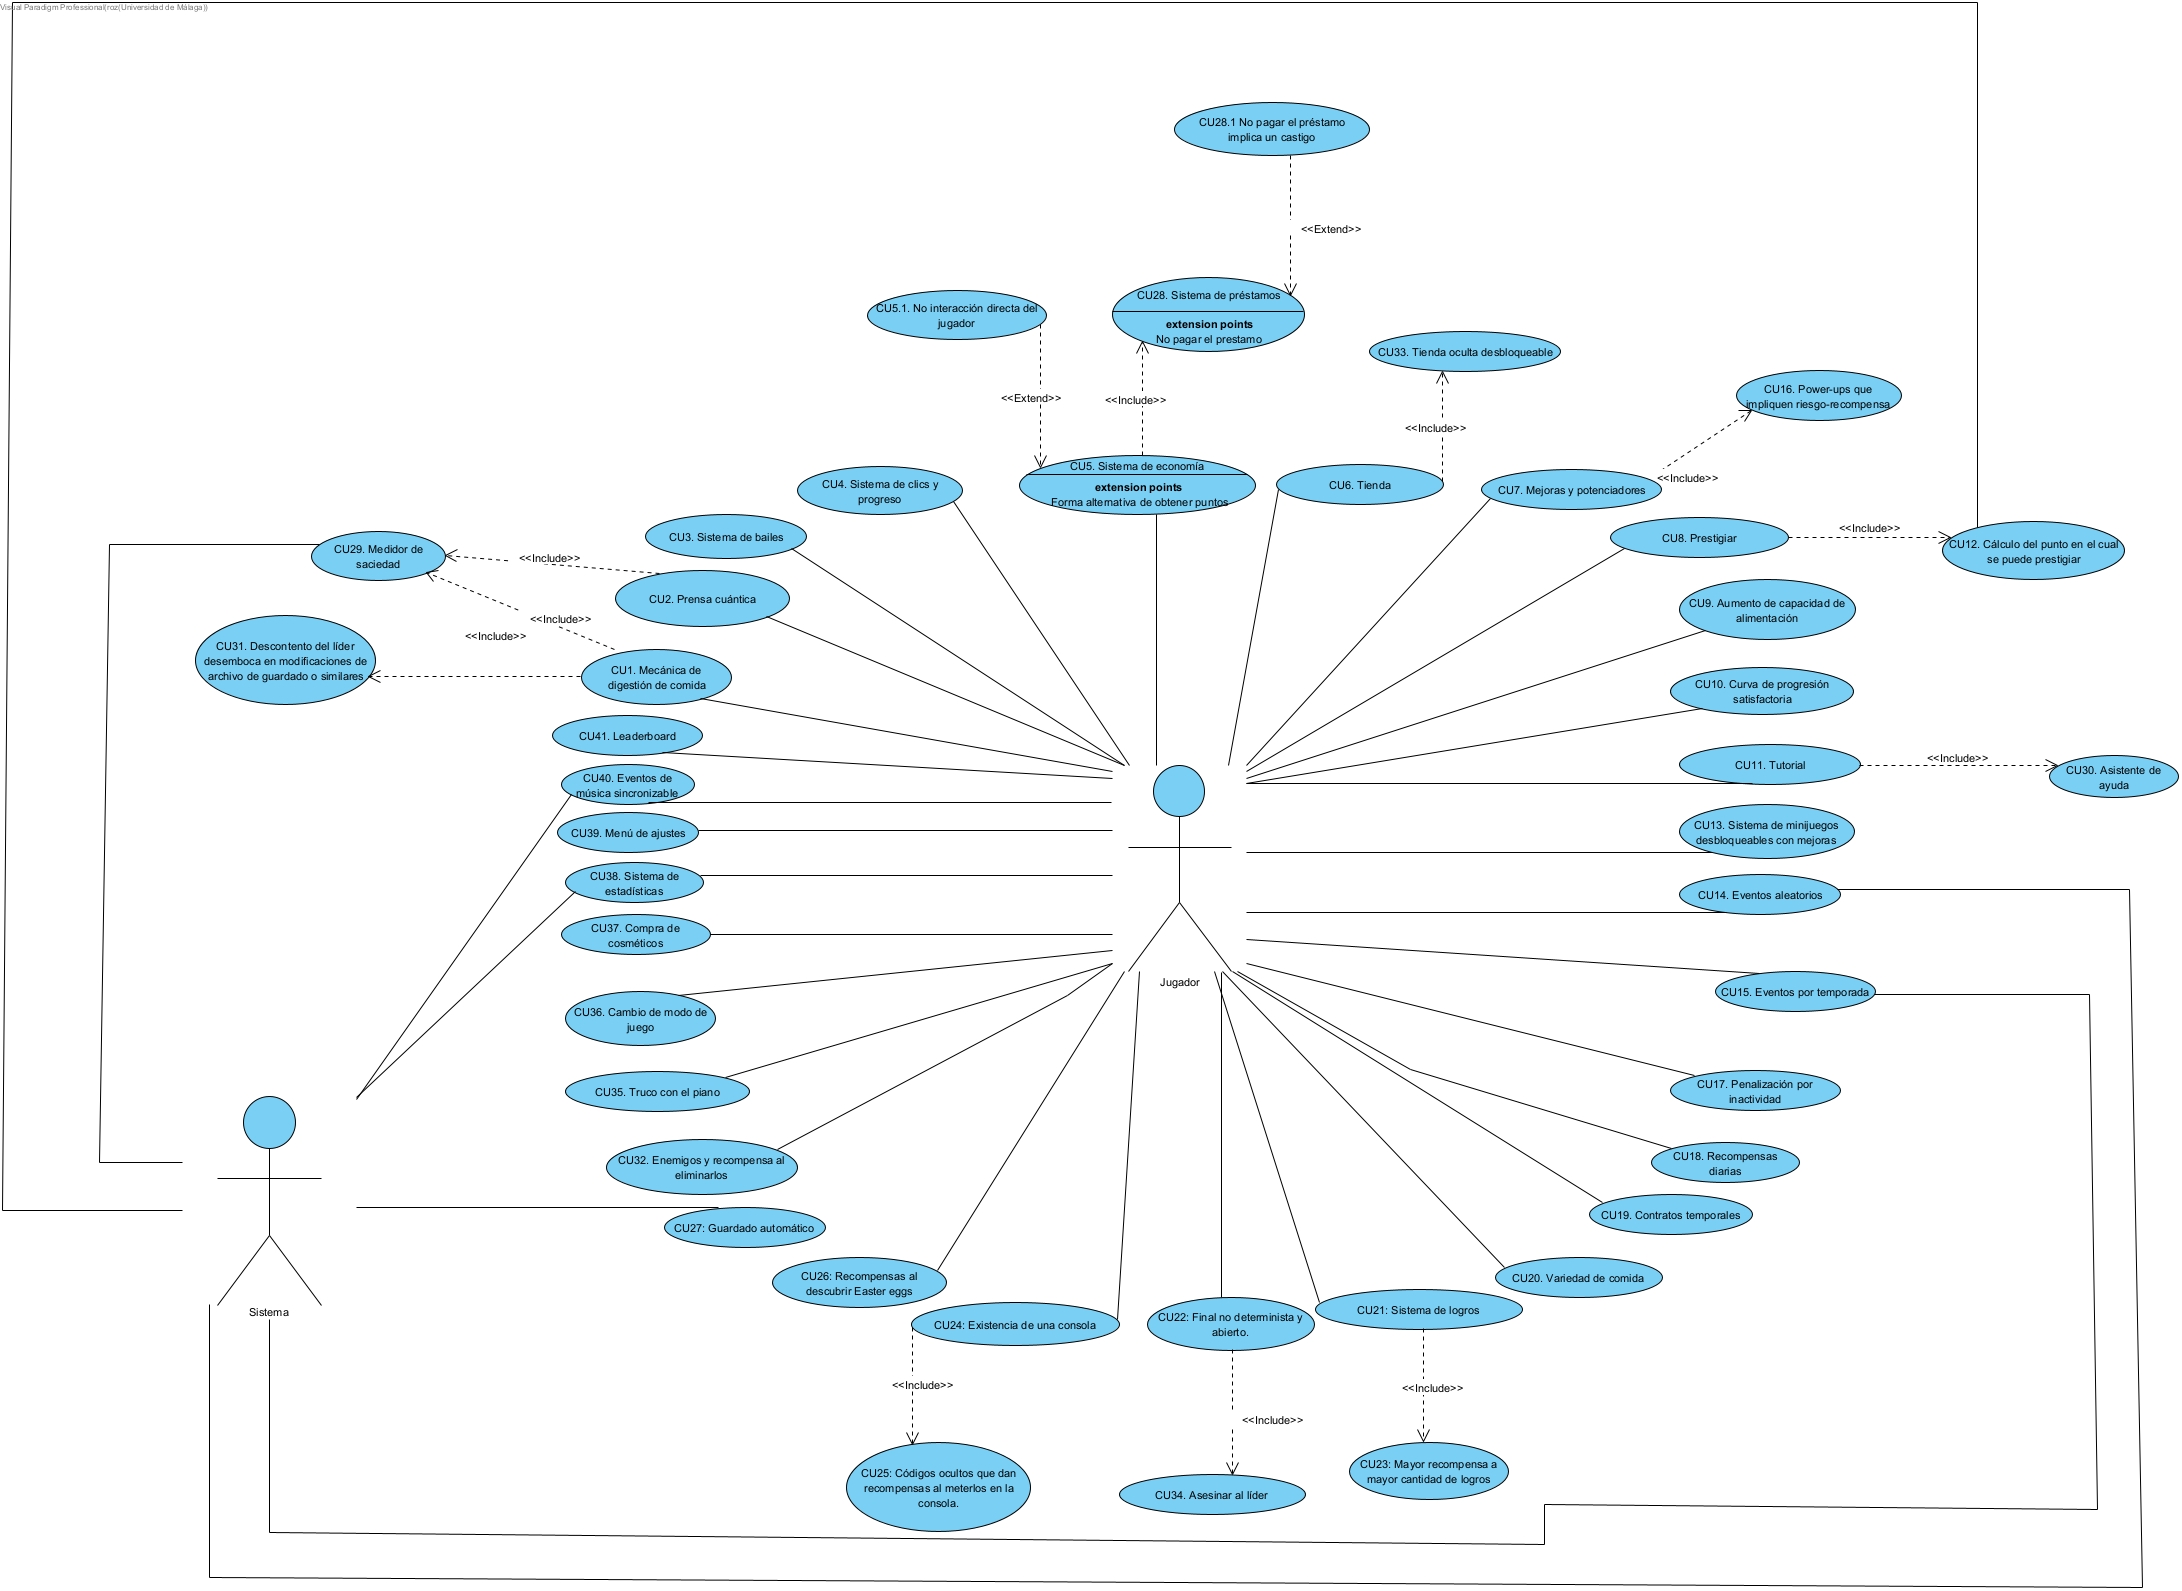 Visual Paradigm Professional(roz(Universidad de Málaga))
CU28.1 No pagar el préstamo
implica un castigo
<<Extend>>
CU28. Sistema de préstamos
extension points
No pagar el prestamo
CU5.1. No interacción directa del
jugador
<<Extend>>
<<Include>>
CU33. Tienda oculta desbloqueable
<<Include>>
CU16. Power-ups que
impliquen riesgo-recompensa
<<Include>>
CU5. Sistema de economía
extension points
Forma alternativa de obtener puntos
CU4. Sistema de clics y
progreso
CU6. Tienda
CU7. Mejoras y potenciadores
CU3. Sistema de bailes
CU8. Prestigiar
<<Include>>
CU12. Cálculo del punto en el cual
se puede prestigiar
CU29. Medidor de
saciedad
<<Include>>
CU2. Prensa cuántica
CU9. Aumento de capacidad de
alimentación
<<Include>>
<<Include>>
CU31. Descontento del líder
desemboca en modificaciones de
archivo de guardado o similares
CU1. Mecánica de
digestión de comida
CU10. Curva de progresión
satisfactoria
CU41. Leaderboard
CU11. Tutorial
<<Include>>
CU30. Asistente de
ayuda
CU40. Eventos de
música sincronizable
CU39. Menú de ajustes
CU13. Sistema de minijuegos
desbloqueables con mejoras
CU38. Sistema de
estadísticas
CU14. Eventos aleatorios
CU37. Compra de
cosméticos
Jugador
CU15. Eventos por temporada
CU36. Cambio de modo de
juego
CU35. Truco con el piano
CU17. Penalización por
inactividad
CU32. Enemigos y recompensa al
eliminarlos
CU18. Recompensas
diarias
CU19. Contratos temporales
CU27: Guardado automático
CU26: Recompensas al
descubrir Easter eggs
CU20. Variedad de comida
Sistema
CU24: Existencia de una consola
CU22: Final no determinista y
abierto.
CU21: Sistema de logros
<<Include>>
<<Include>>
<<Include>>
CU25: Códigos ocultos que dan
recompensas al meterlos en la
consola.
CU34. Asesinar al líder
CU23: Mayor recompensa a
mayor cantidad de logros